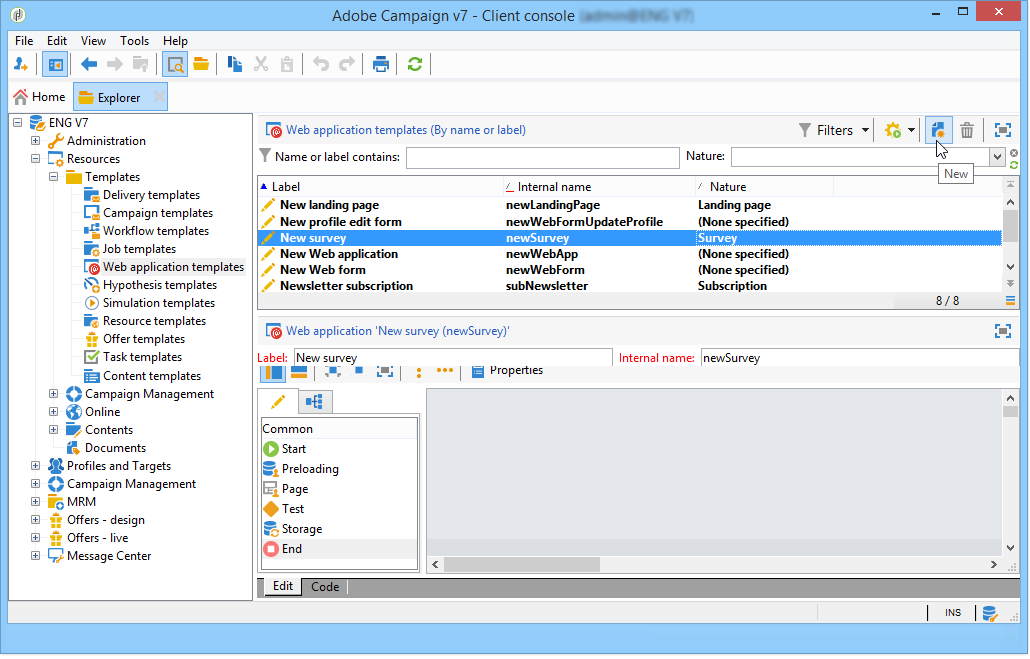 Adobe Campaign v7 - Client console
File Edit View Tools Help
Home Explorer
ENG V7
Administration
Resources
Templates
Delivery templates
Campaign templates
Workflow templates
Job templates
Web application templates
Hypothesis templates
Simulation templates
Resource templates
Offer templates
Task templates
Content templates
Campaign Management
Online
Contents
Documents
Profiles and Targets
Campaign Management
MRM
Offers - design
Offers - live
Message Center
Web application templates (By name or label) Filters
Name or label contains: Nature:
New
Label Internal name Nature
New landing page newLandingPage Landing page
New profile edit form newWebFormUpdateProfile (None specified)
New survey newSurvey Survey
New Web application newWebApp (None specified)
New Web form newWebForm (None specified)
Newsletter subscription subNewsletter Subscription
8 / 8
Web application 'New survey (newSurvey)'
Label: New survey Internal name: newSurvey
Properties
Common
Start
Preloading
Page
Test
Storage
End
Edit Code
INS